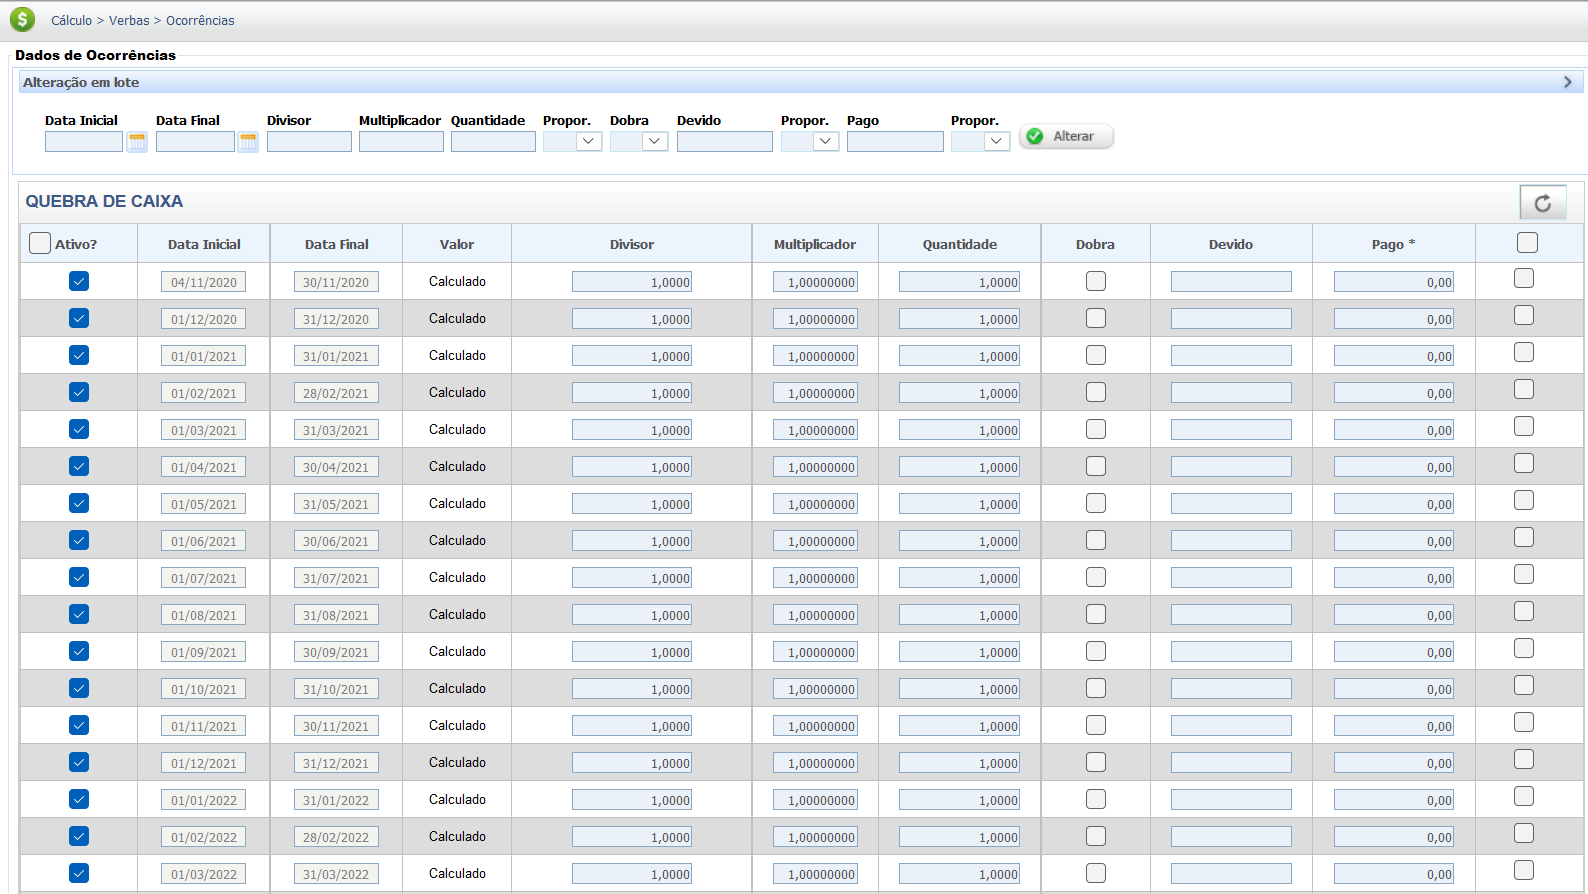 Cálculo > Verbas > Ocorrências
Dados de Ocorrências
Alteração em lote
Data Inicial Data Final Divisor Multiplicador Quantidade Propor. Dobra Devido Propor. Pago Propor.
Alterar
QUEBRA DE CAIXA
Ativo? Data Inicial Data Final Valor Divisor Multiplicador Quantidade Dobra Devido Pago *
04/11/2020 30/11/2020 Calculado 1,0000 1,00000000 1,0000 0,00
01/12/2020 31/12/2020 Calculado 1,0000 1,00000000 1,0000 0,00
01/01/2021 31/01/2021 Calculado 1,0000 1,00000000 1,0000 0,00
01/02/2021 28/02/2021 Calculado 1,0000 1,00000000 1,0000 0,00
01/03/2021 31/03/2021 Calculado 1,0000 1,00000000 1,0000 0,00
01/04/2021 30/04/2021 Calculado 1,0000 1,00000000 1,0000 0,00
01/05/2021 31/05/2021 Calculado 1,0000 1,00000000 1,0000 0,00
01/06/2021 30/06/2021 Calculado 1,0000 1,00000000 1,0000 0,00
01/07/2021 31/07/2021 Calculado 1,0000 1,00000000 1,0000 0,00
01/08/2021 31/08/2021 Calculado 1,0000 1,00000000 1,0000 0,00
01/09/2021 30/09/2021 Calculado 1,0000 1,00000000 1,0000 0,00
01/10/2021 31/10/2021 Calculado 1,0000 1,00000000 1,0000 0,00
01/11/2021 30/11/2021 Calculado 1,0000 1,00000000 1,0000 0,00
01/12/2021 31/12/2021 Calculado 1,0000 1,00000000 1,0000 0,00
01/01/2022 31/01/2022 Calculado 1,0000 1,00000000 1,0000 0,00
01/02/2022 28/02/2022 Calculado 1,0000 1,00000000 1,0000 0,00
01/03/2022 31/03/2022 Calculado 1,0000 1,00000000 1,0000 0,00